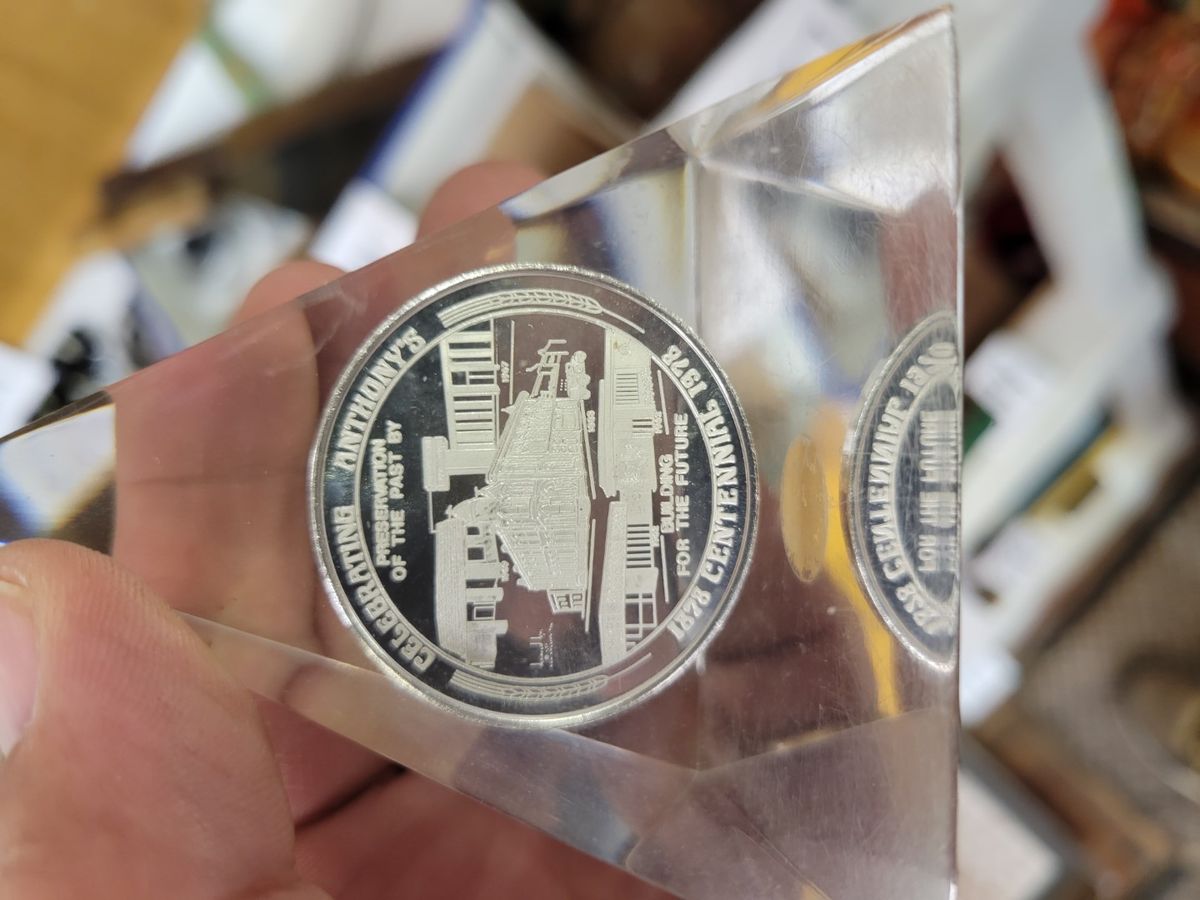 CELEBRATING ANTHONY'S
PRESERVATION
OF THE PAST BY
BUILDING
FOR THE FUTURE
1878 CENTENNIAL 1978